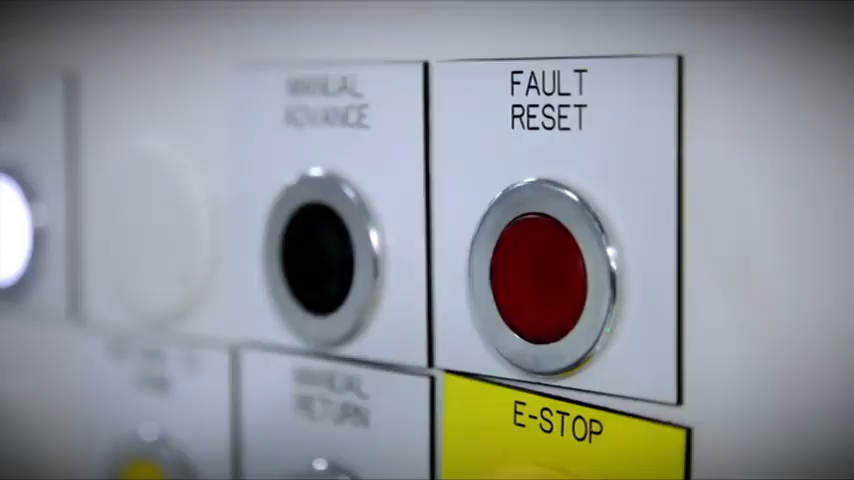 MANUAL
ADVANCE
FAULT
RESET
MANUAL
RETURN
E-STOP